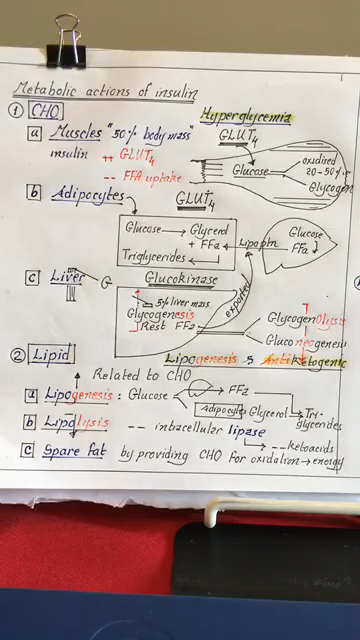 Metabolic actions of insulin
① CHO
Hyperglycemia
a Muscles "50% body mass"
GLUT4
insulin ++ GLUT4
-- FFA uptake
Glucose
oxidized
20-50%
Glycogen
b Adipocytes
GLUT4
Glucose → Glycerol
+ FFa ← Lipoptn
Triglycerides ←
Glucose
FFa
c Liver G
Glucokinase
5% liver mass
Glycogenesis
Rest FFa
exported
Glycogenolysis
Gluconeogenesis
② Lipid
Lipogenesis & Antiketogenic
Related to CHO
a Lipogenesis : Glucose → FFa
Adipocytes Glycerol → Tri-
glycerides
b Lipolysis -- intracellular lipase
→ -- ketoacids
c Spare fat by providing CHO for oxidation → energy